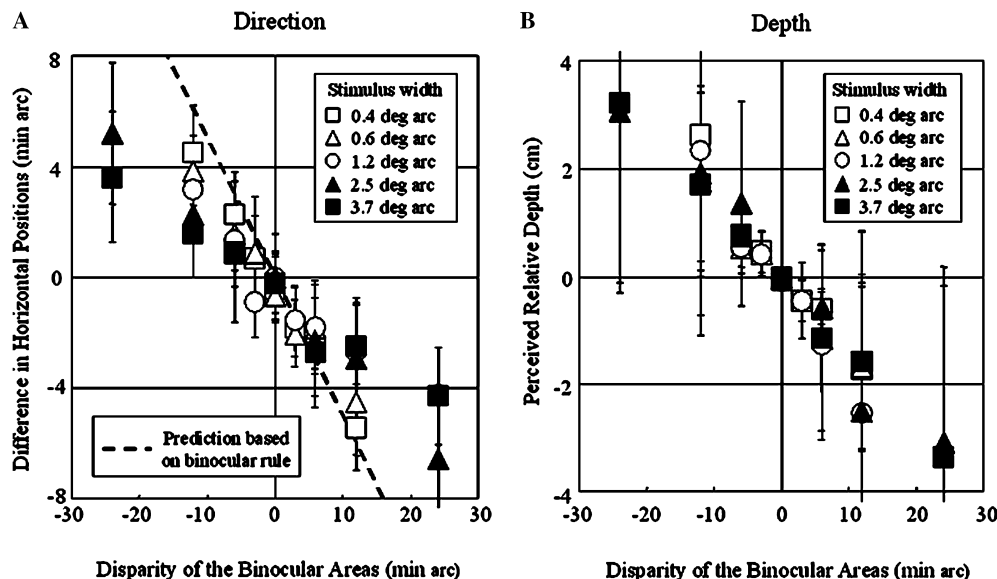 A
Direction
8
4
0
-4
-8
-30
-20
-10
0
10
20
30
Difference in Horizontal Positions (min arc)
Disparity of the Binocular Areas (min arc)
Stimulus width
0.4 deg arc
0.6 deg arc
1.2 deg arc
2.5 deg arc
3.7 deg arc
Prediction based
on binocular rule
B
Depth
4
2
0
-2
-4
-30
-20
-10
0
10
20
30
Perceived Relative Depth (cm)
Disparity of the Binocular Areas (min arc)
Stimulus width
0.4 deg arc
0.6 deg arc
1.2 deg arc
2.5 deg arc
3.7 deg arc